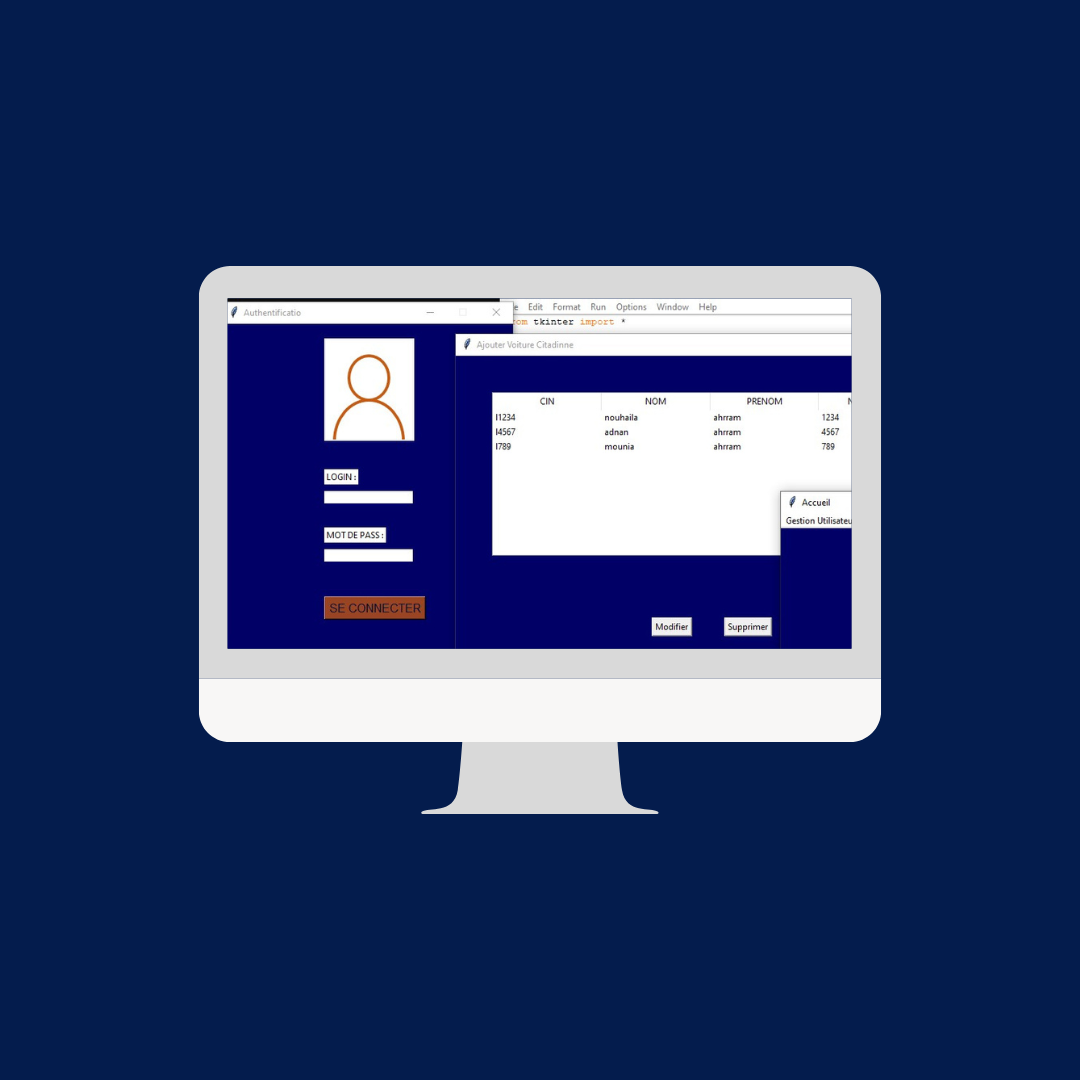 Authentificatio
LOGIN :
MOT DE PASS :
SE CONNECTER
Edit Format Run Options Window Help
tkinter import *
Ajouter Voiture Citadinne
CIN NOM PRENOM
I1234 nouhaila ahrram 1234
I4567 adnan ahrram 4567
I789 mounia ahrram 789
Modifier Supprimer
Accueil
Gestion Utilisateu